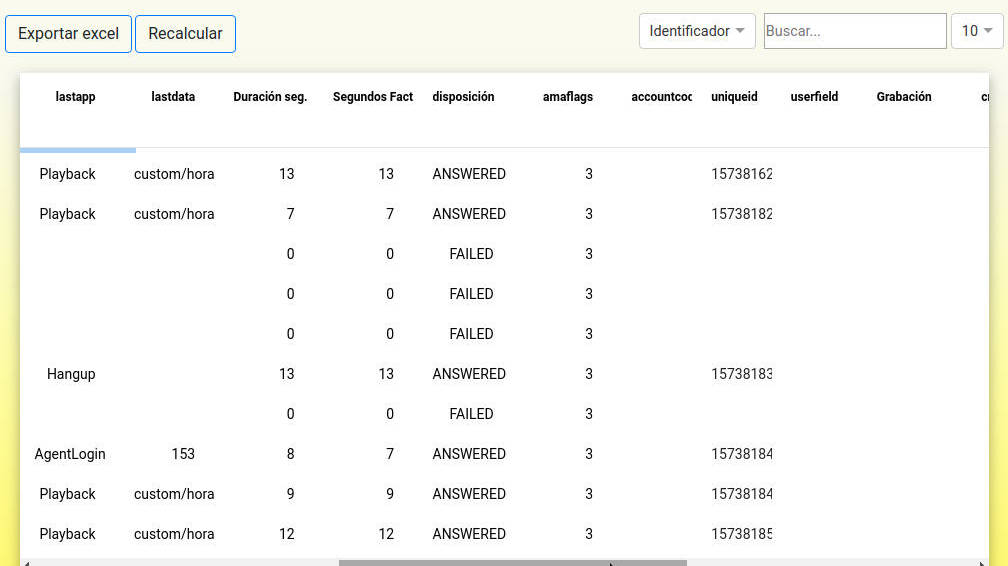 Exportar excel Recalcular Identificador Buscar... 10
lastapp lastdata Duración seg. Segundos Fact disposición amaflags accountcoc uniqueid userfield Grabación
Playback custom/hora 13 13 ANSWERED 3 15738162
Playback custom/hora 7 7 ANSWERED 3 15738182
0 0 FAILED 3
0 0 FAILED 3
0 0 FAILED 3
Hangup 13 13 ANSWERED 3 15738183
0 0 FAILED 3
AgentLogin 153 8 7 ANSWERED 3 15738184
Playback custom/hora 9 9 ANSWERED 3 15738184
Playback custom/hora 12 12 ANSWERED 3 15738185